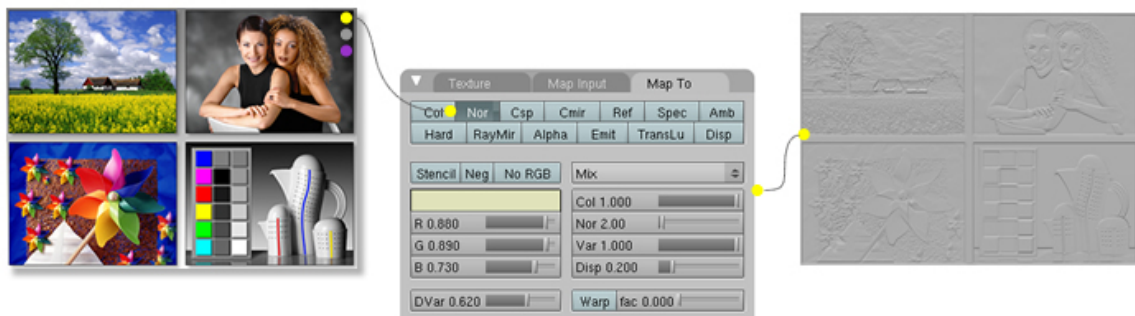 Texture Map Input Map To
Col Nor Csp Cmir Ref Spec Amb
Hard RayMir Alpha Emit TransLu Disp
Stencil Neg No RGB Mix
Col 1.000
R 0.880 Nor 2.00
G 0.890 Var 1.000
B 0.730 Disp 0.200
DVar 0.620 Warp fac 0.000